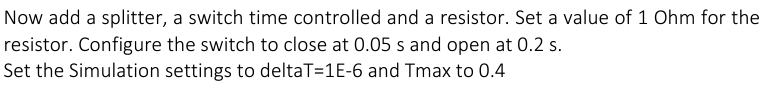 Now add a splitter, a switch time controlled and a resistor. Set a value of 1 Ohm for the
resistor. Configure the switch to close at 0.05 s and open at 0.2 s.
Set the Simulation settings to deltaT=1E-6 and Tmax to 0.4